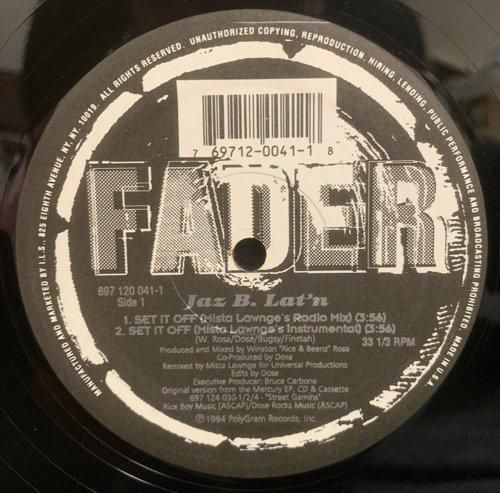 MANUFACTURED AND MARKETED BY I.L.S., 825 EIGHTH AVENUE, NY, NY. 10019. ALL RIGHTS RESERVED. UNAUTHORIZED COPYING, REPRODUCTION, HIRING, LENDING, PUBLIC PERFORMANCE AND BROADCASTING PROHIBITED. MADE IN U.S.A.
7 69712-0041-1 8
FADER
697 120 041-1
Side 1
Jaz B. Lat'n
1. SET IT OFF (Mista Lawnge's Radio Mix) (3:56)
2. SET IT OFF (Mista Lawnge's Instrumental) (3:56)
(W. Rosa/Dose/Bugsy/Finstah)
33 1/3 RPM
Produced and Mixed by Winston "Rice & Beenz" Rosa
Co-Produced by Dose
Remixed by Mista Lawnge for Universal Productions
Edits by Dose
Executive Producer: Bruce Carbone
Original version from the Mercury EP, CD & Cassette
697 124 030-1/2/4 - "Street Gamins"
Rice Boy Music (ASCAP)/Dose Rocks Music (ASCAP)
℗ 1994 PolyGram Records, Inc.